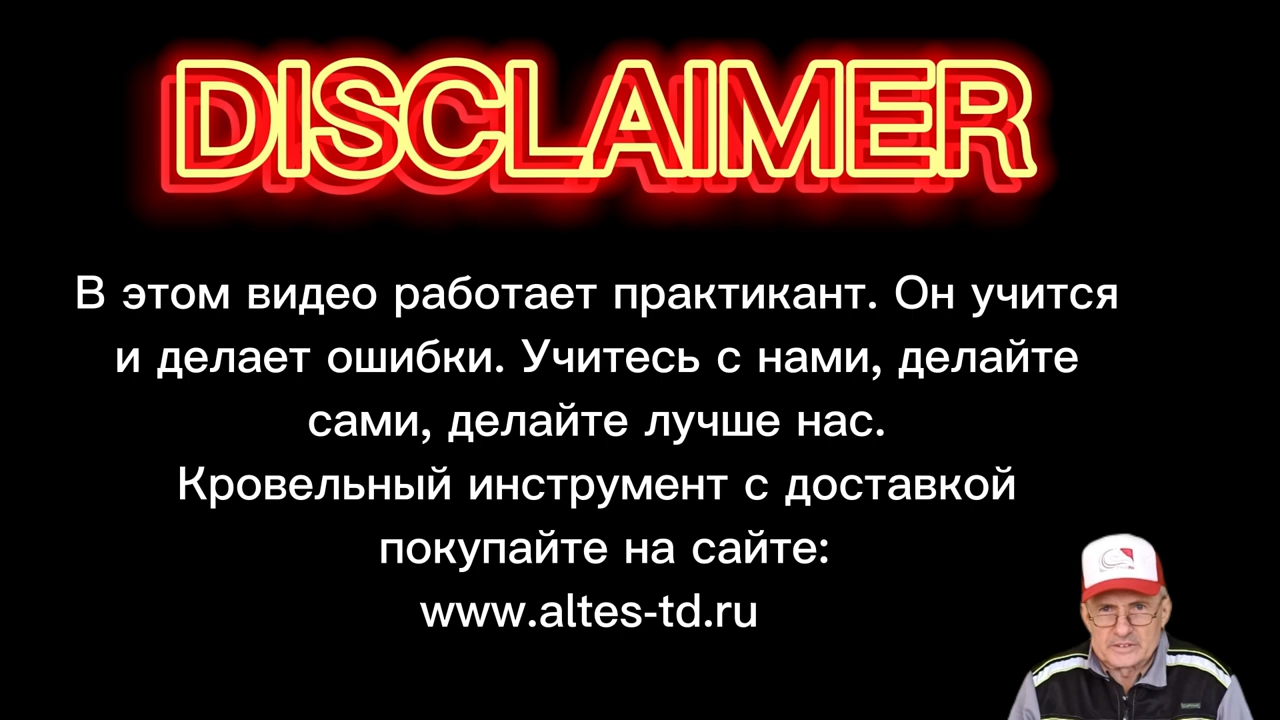 DISCLAIMER
В этом видео работает практикант. Он учится
и делает ошибки. Учитесь с нами, делайте
сами, делайте лучше нас.
Кровельный инструмент с доставкой
покупайте на сайте:
www.altes-td.ru